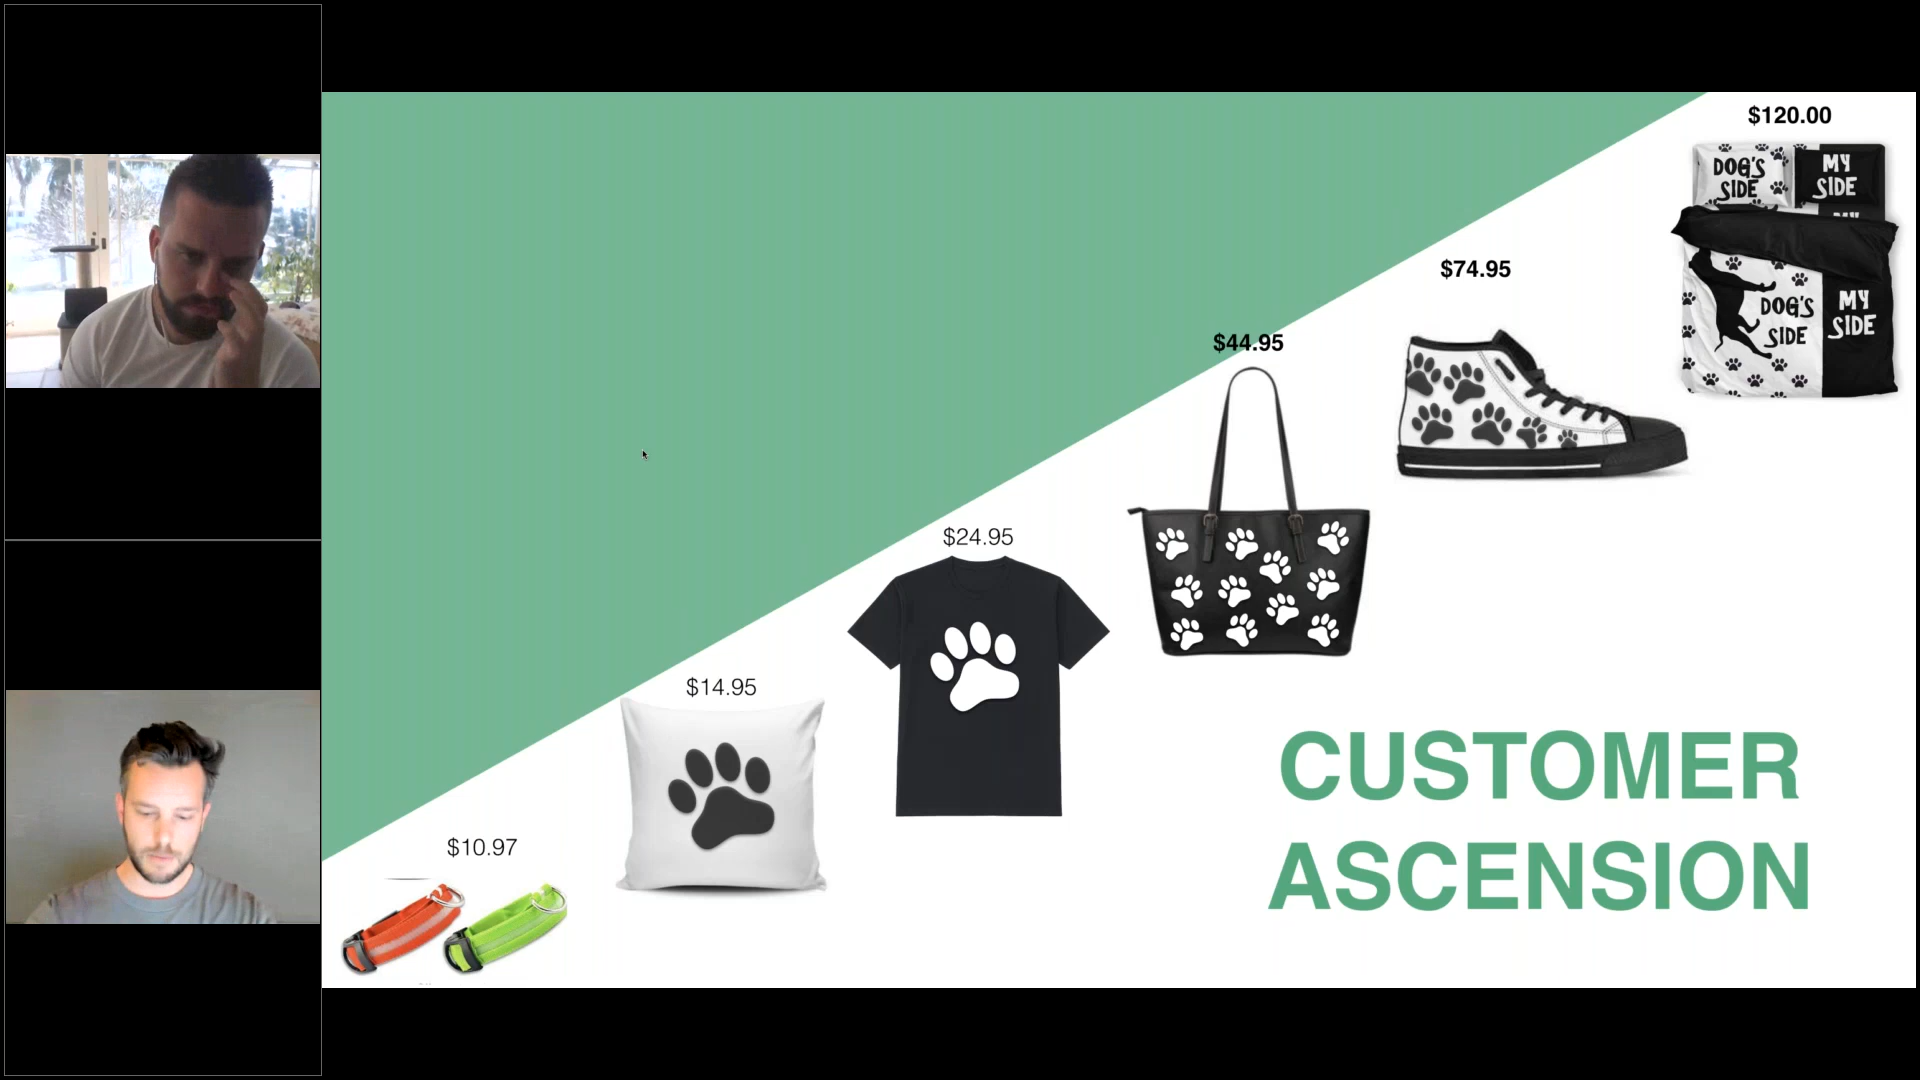 $120.00
DOG'S
SIDE
MY
SIDE
MY
DOG'S
SIDE
MY
SIDE
$74.95
$44.95
$24.95
$14.95
$10.97
CUSTOMER
ASCENSION